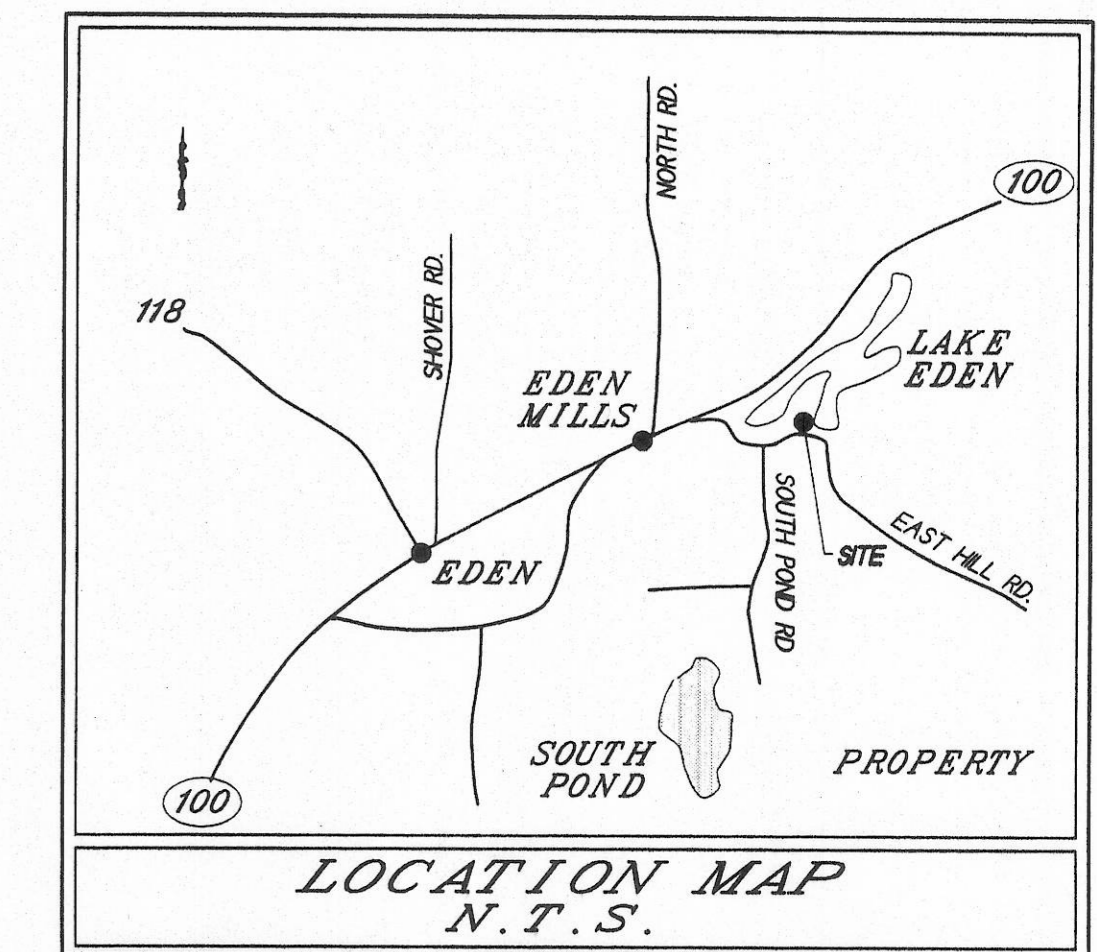 NORTH RD.
100
118
SHOVER RD.
EDEN
MILLS
LAKE
EDEN
EDEN
SOUTH POND RD
SITE
EAST HILL RD.
SOUTH
POND
PROPERTY
100
LOCATION MAP
N.T.S.